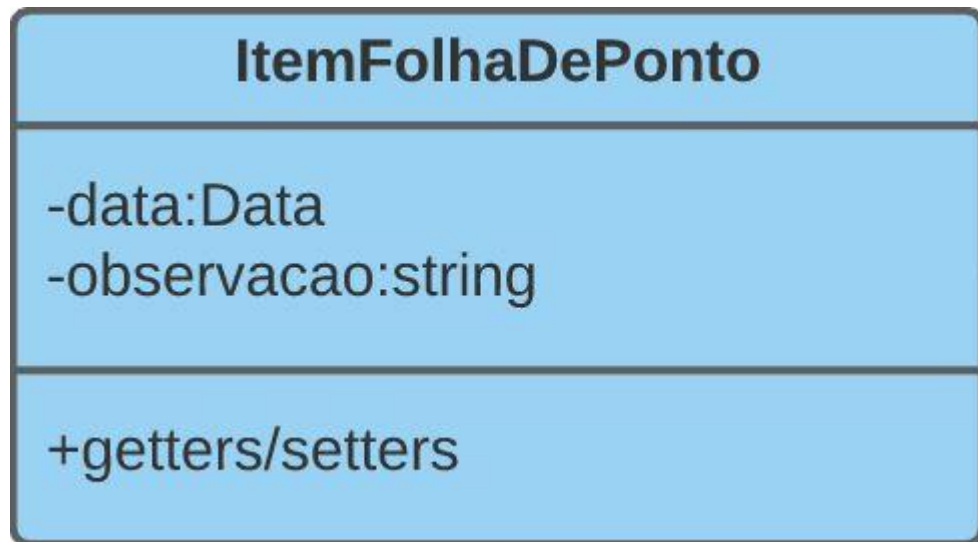 ItemFolhaDePonto
-data:Data
-observacao:string
+getters/setters